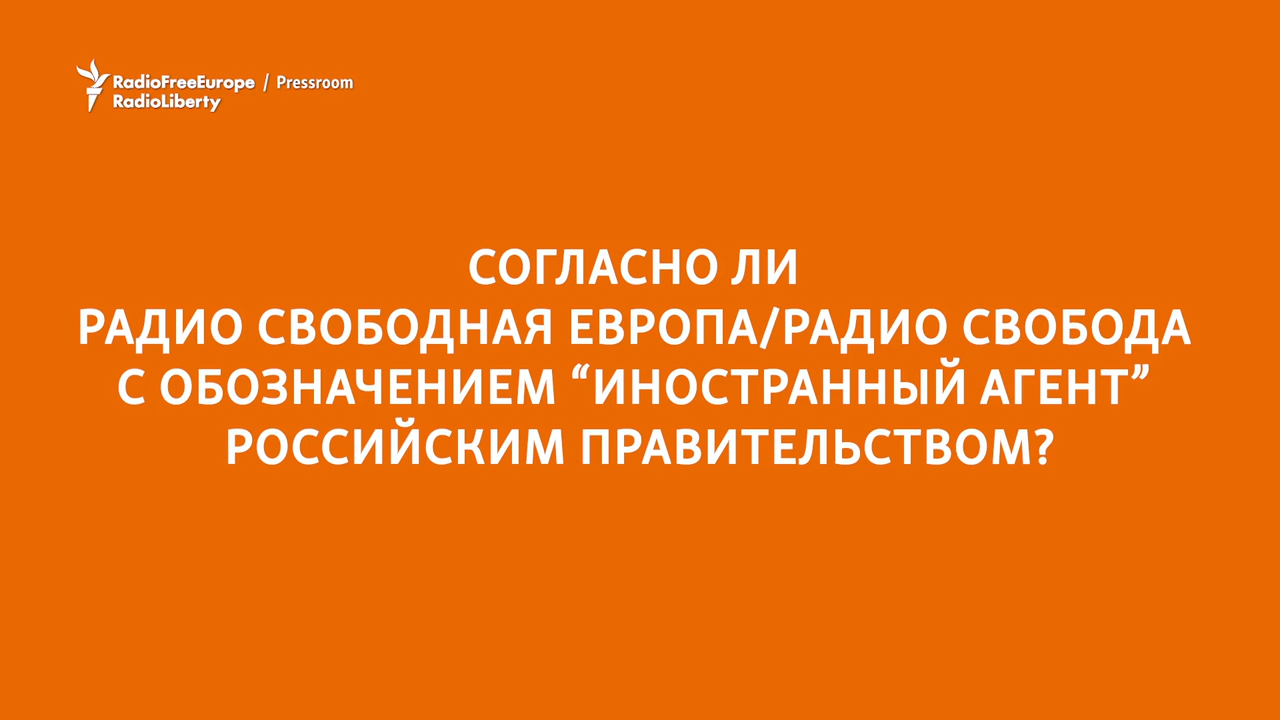 RadioFreeEurope / Pressroom
RadioLiberty
СОГЛАСНО ЛИ
РАДИО СВОБОДНАЯ ЕВРОПА/РАДИО СВОБОДА
С ОБОЗНАЧЕНИЕМ “ИНОСТРАННЫЙ АГЕНТ”
РОССИЙСКИМ ПРАВИТЕЛЬСТВОМ?